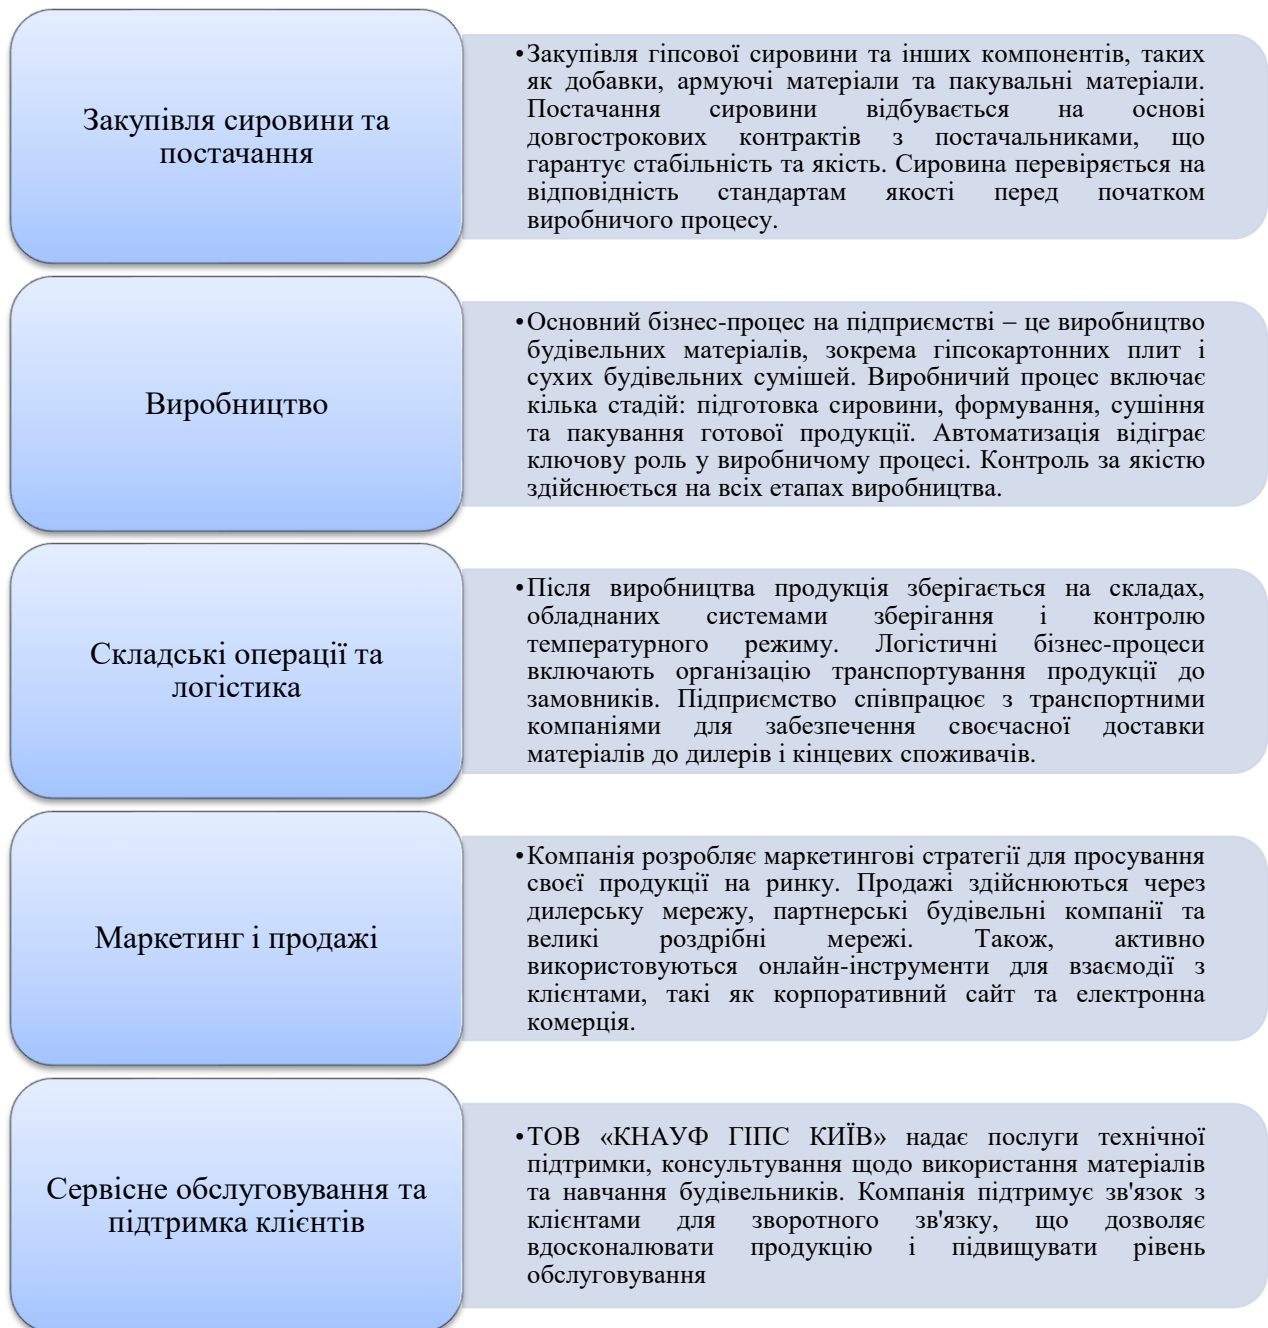 Закупівля сировини та
постачання
•Закупівля гіпсової сировини та інших компонентів, таких
як добавки, армуючі матеріали та пакувальні матеріали.
Постачання сировини відбувається на основі
довгострокових контрактів з постачальниками, що
гарантує стабільність та якість. Сировина перевіряється на
відповідність стандартам якості перед початком
виробничого процесу.
Виробництво
•Основний бізнес-процес на підприємстві – це виробництво
будівельних матеріалів, зокрема гіпсокартонних плит і
сухих будівельних сумішей. Виробничий процес включає
кілька стадій: підготовка сировини, формування, сушіння
та пакування готової продукції. Автоматизація відіграє
ключову роль у виробничому процесі. Контроль за якістю
здійснюється на всіх етапах виробництва.
Складські операції та
логістика
•Після виробництва продукція зберігається на складах,
обладнаних системами зберігання і контролю
температурного режиму. Логістичні бізнес-процеси
включають організацію транспортування продукції до
замовників. Підприємство співпрацює з транспортними
компаніями для забезпечення своєчасної доставки
матеріалів до дилерів і кінцевих споживачів.
Маркетинг і продажі
•Компанія розробляє маркетингові стратегії для просування
своєї продукції на ринку. Продажі здійснюються через
дилерську мережу, партнерські будівельні компанії та
великі роздрібні мережі. Також, активно
використовуються онлайн-інструменти для взаємодії з
клієнтами, такі як корпоративний сайт та електронна
комерція.
Сервісне обслуговування та
підтримка клієнтів
•ТОВ «КНАУФ ГІПС КИЇВ» надає послуги технічної
підтримки, консультування щодо використання матеріалів
та навчання будівельників. Компанія підтримує зв'язок з
клієнтами для зворотного зв'язку, що дозволяє
вдосконалювати продукцію і підвищувати рівень
обслуговування